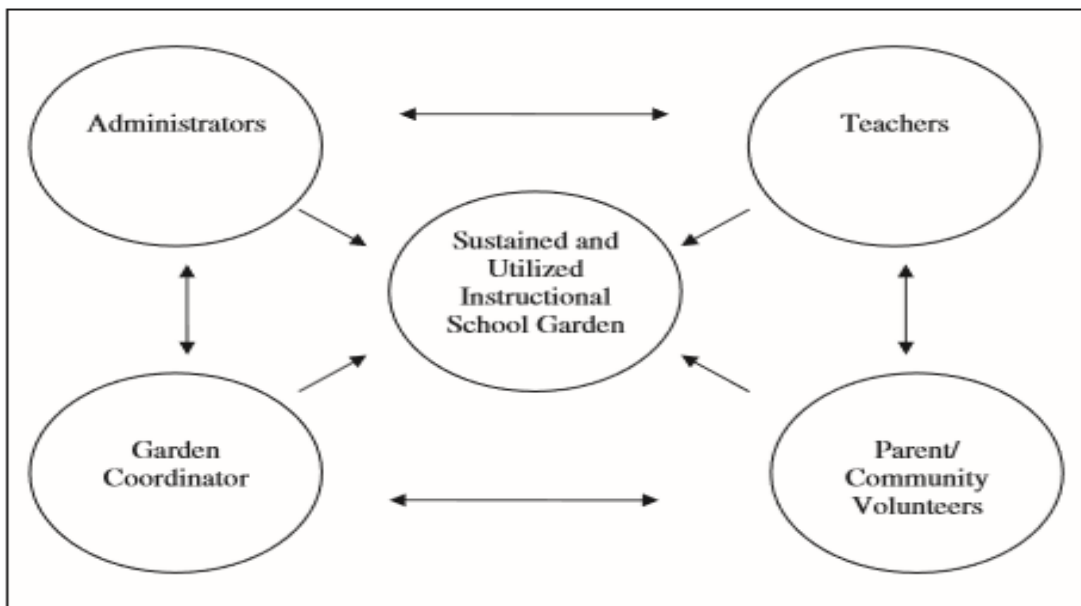 Administrators
Teachers
Sustained and
Utilized
Instructional
School Garden
Garden
Coordinator
Parent/
Community
Volunteers